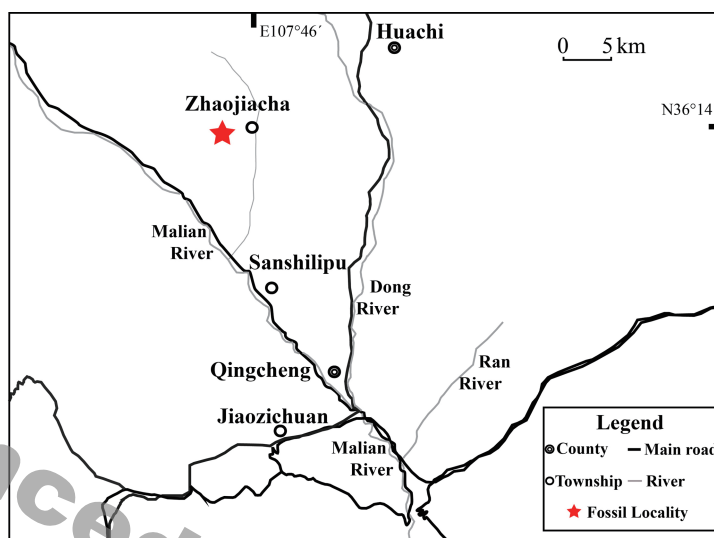 E107°46´
Huachi
0 5 km
Zhaojiacha
N36°14
Malian
River
Sanshilipu
Dong
River
Qingcheng
Ran
River
Jiaozichuan
Malian
River
Legend
County Main road
Township River
Fossil Locality